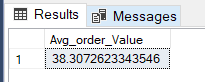 Results Messages
Avg_order_Value
1 38.3072623343546